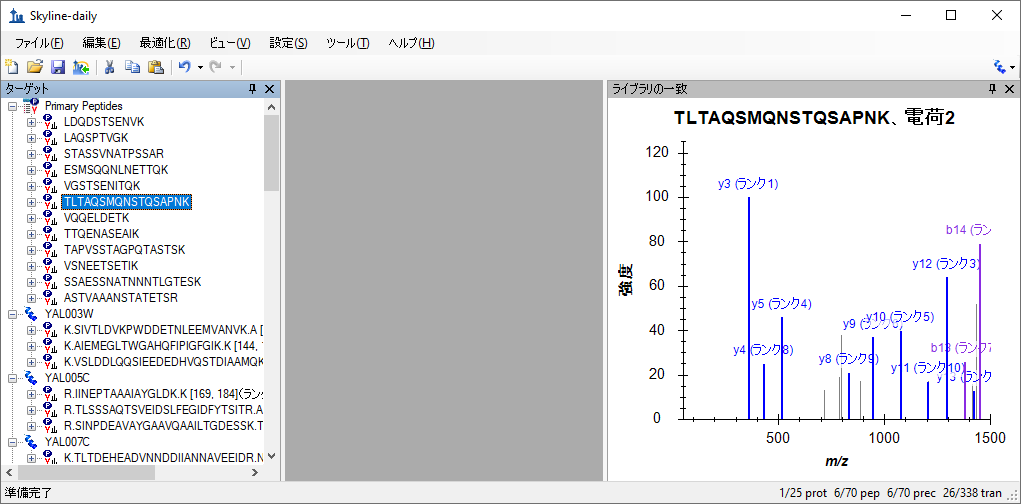 Skyline-daily
ファイル(F) 編集(E) 最適化(R) ビュー(V) 設定(S) ツール(T) ヘルプ(H)
ターゲット
Primary Peptides
LDQDSTSENVK
LAQSPTVGK
STASSVNATPSSAR
ESMSQQNLNETTQK
VGSTSENITQK
TLTAQSMQNSTQSAPNK
VQQELDETK
TTQENASEAIK
TAPVSSTAGPQTASTSK
VSNEETSETIK
SSAESSNATNNNTLGTESK
ASTVAAANSTATETSR
YAL003W
K.SIVTLDVKPWDDETNLEEMVANVK.A [
K.AIEMEGLTWGAHQFIPIGFGIK.K [144,
K.VSLDDLQQSIEEDEDHVQSTDIAAMQK
YAL005C
R.IINEPTAAAIAYGLDK.K [169, 184](ラン
R.TLSSSAQTSVEIDSLFEGIDFYTSITR.A
R.SINPDEAVAYGAAVQAAILTGDESSK.T
YAL007C
K.TLTDEHEADVNNDDIIANNAVEEIDR.N
ライブラリの一致
TLTAQSMQNSTQSAPNK、電荷2
強度
120
100
80
60
40
20
0
y3 (ランク1)
b14 (ラン
y12 (ランク3)
y5 (ランク4)
y10 (ランク5)
y9 (
y4 (ランク8)
b13 (ランク7
y8 (ランク9)
y11 (ランク10)
500 1000 1500
m/z
準備完了
1/25 prot 6/70 pep 6/70 prec 26/338 tran